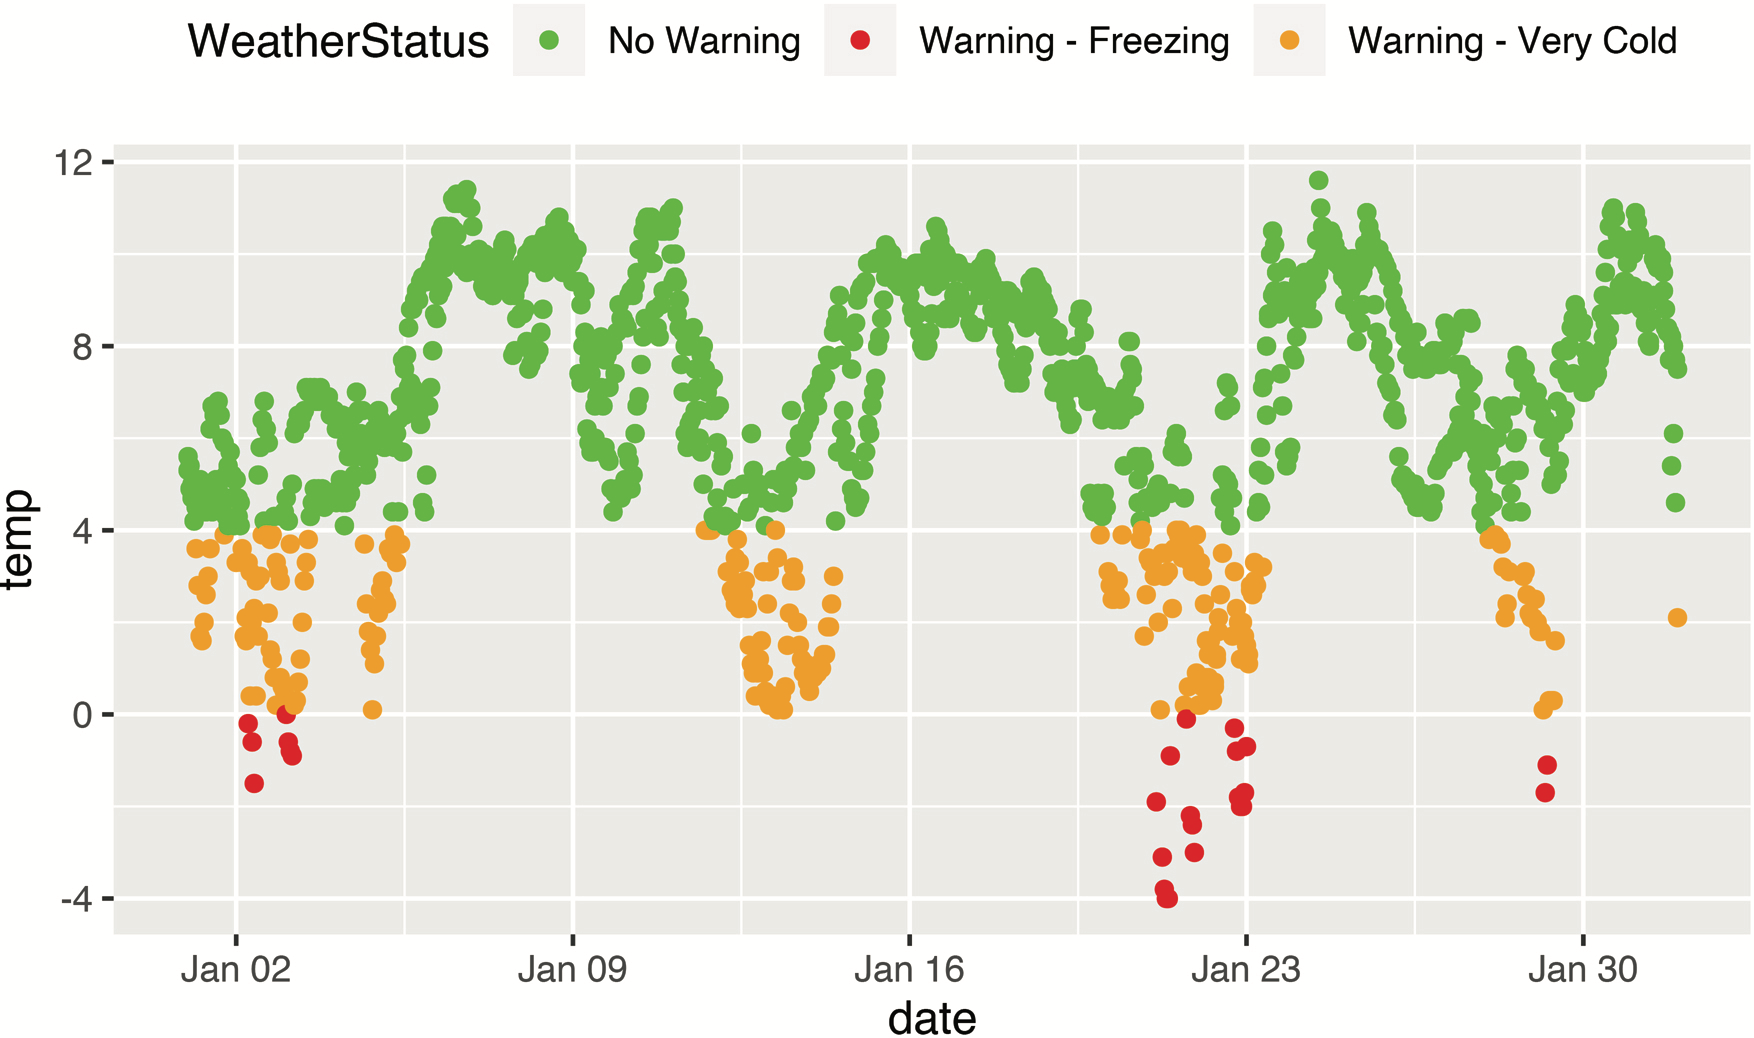 WeatherStatus No Warning Warning - Freezing Warning - Very Cold
12
8
4
0
-4
temp
Jan 02 Jan 09 Jan 16 Jan 23 Jan 30
date